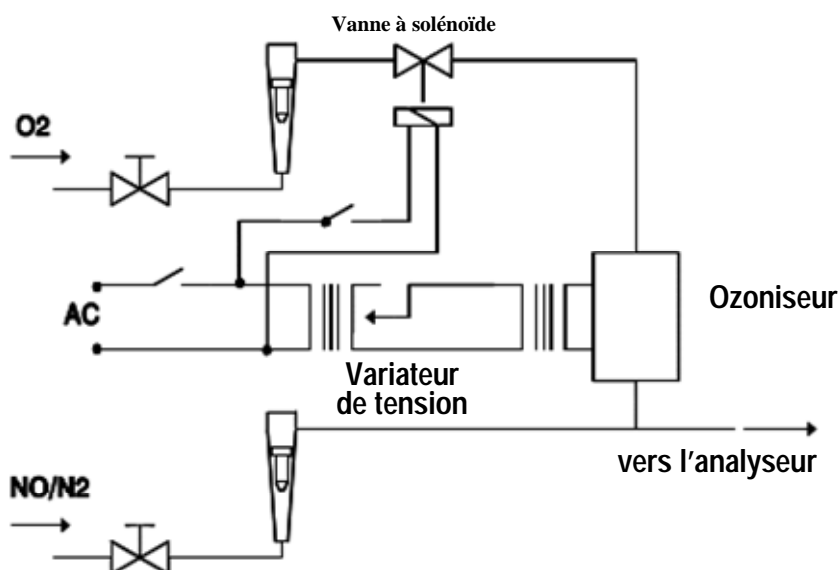 Vanne à solénoïde
O2
AC
Ozoniseur
Variateur
de tension
vers l'analyseur
NO/N2